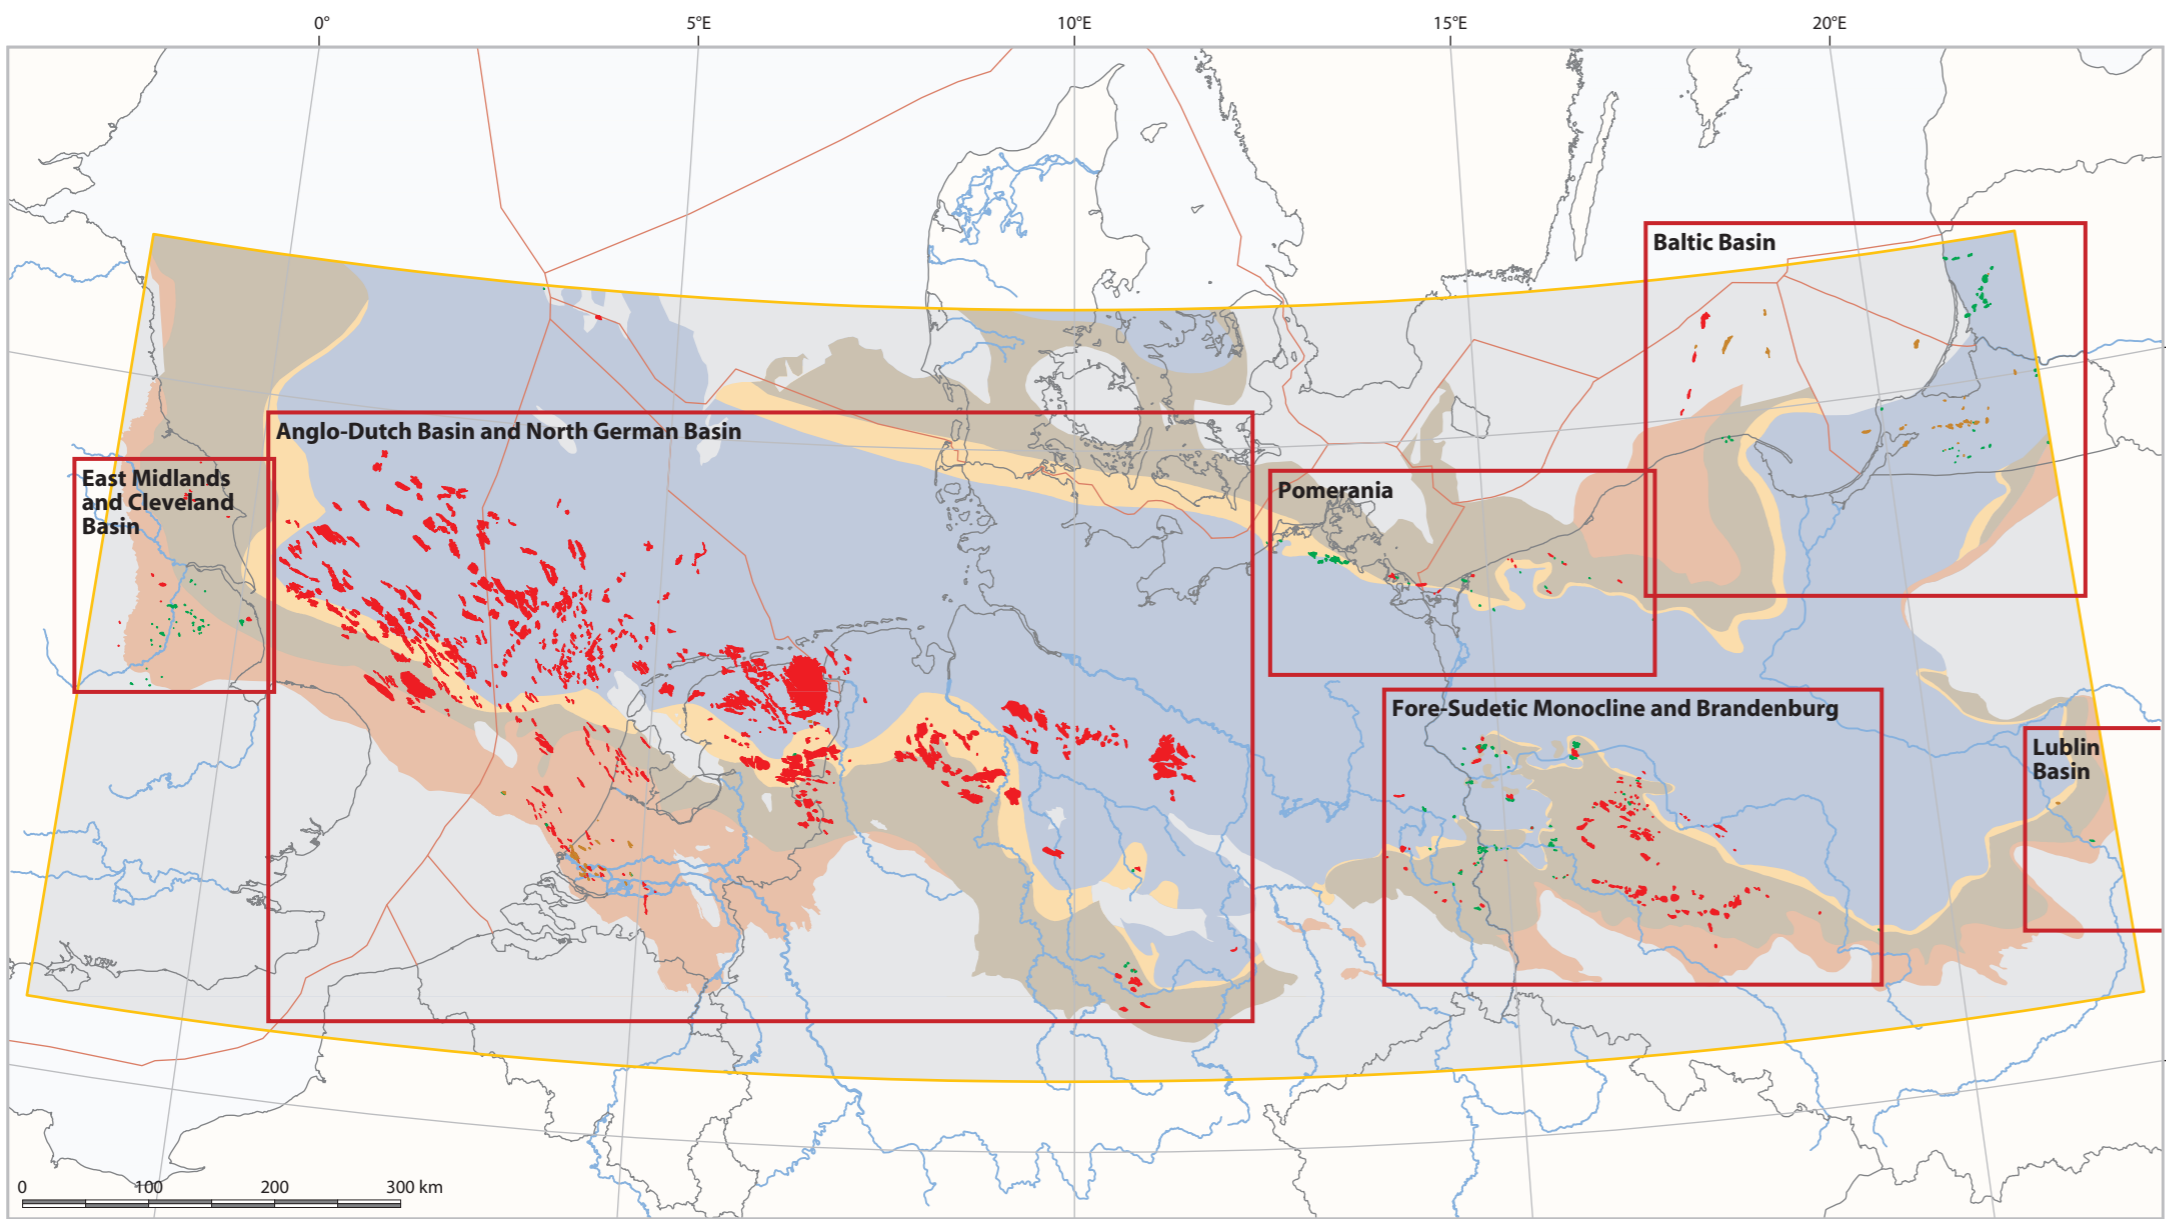 0°
5°E
10°E
15°E
20°E
Baltic Basin
Anglo-Dutch Basin and North German Basin
East Midlands
and Cleveland
Basin
Pomerania
Fore-Sudetic Monocline and Brandenburg
Lublin
Basin
0
100
200
300 km